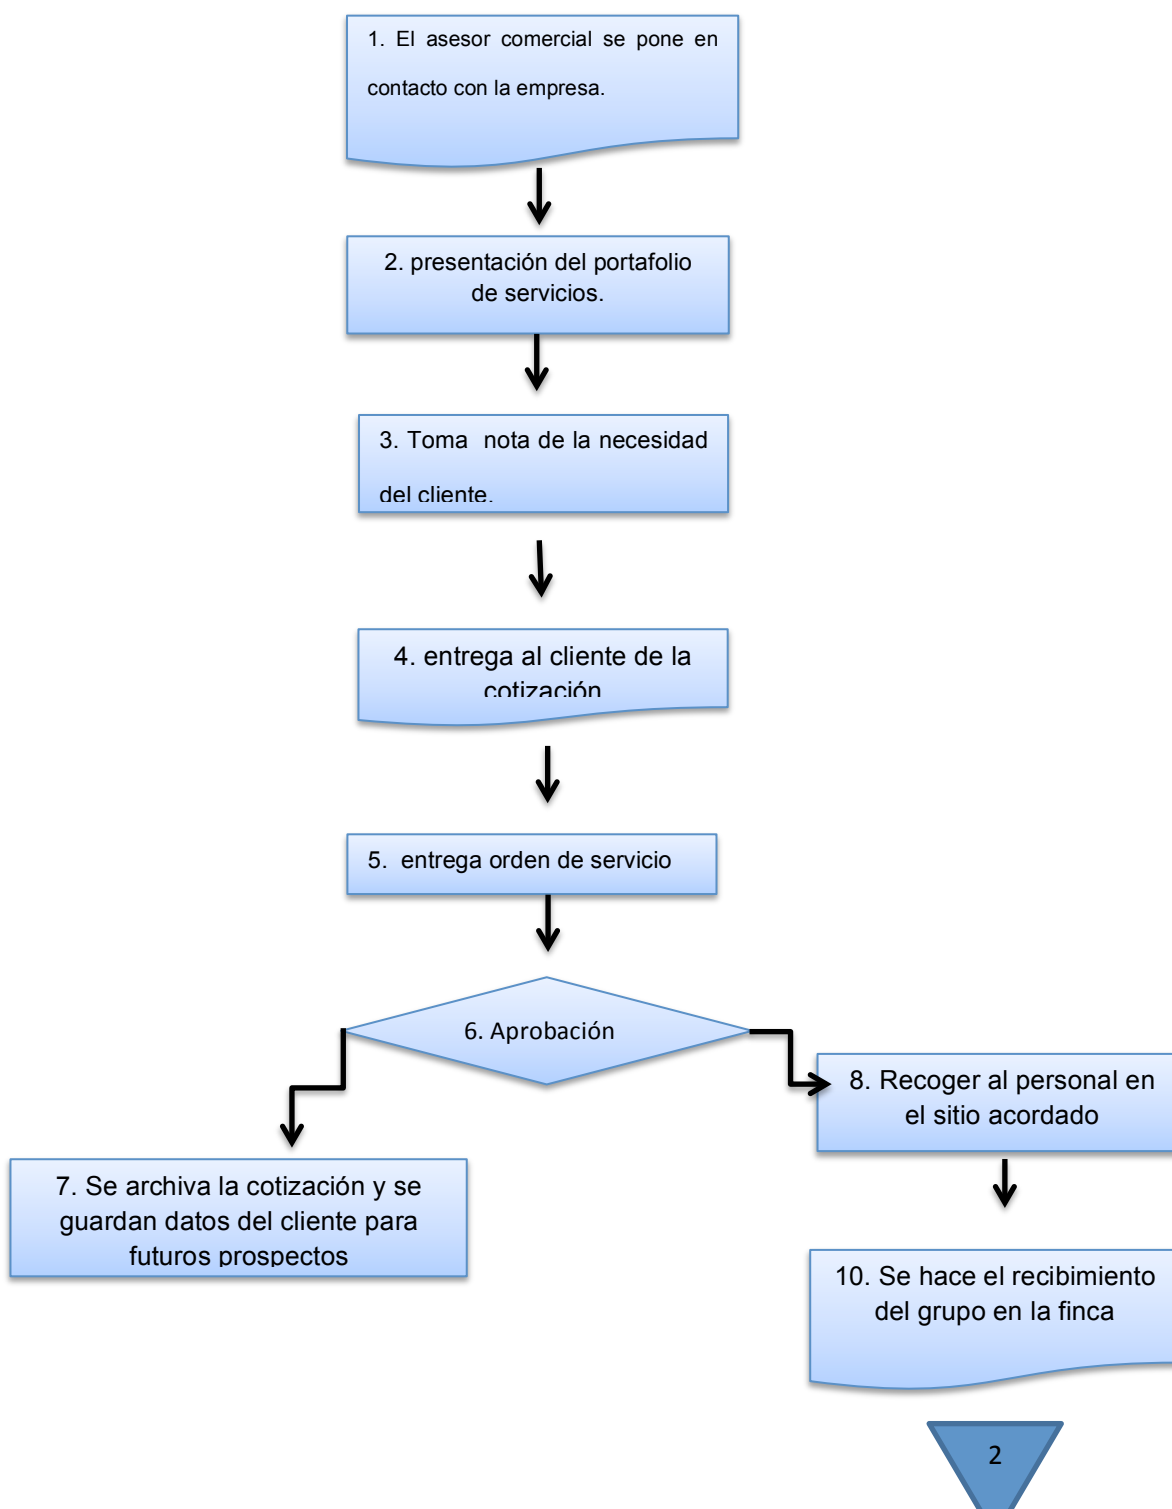 1. El asesor comercial se pone en
contacto con la empresa.
2. presentación del portafolio
de servicios.
3. Toma nota de la necesidad
del cliente.
4. entrega al cliente de la
cotización
5. entrega orden de servicio
6. Aprobación
8. Recoger al personal en
el sitio acordado
7. Se archiva la cotización y se
guardan datos del cliente para
futuros prospectos
10. Se hace el recibimiento
del grupo en la finca
2